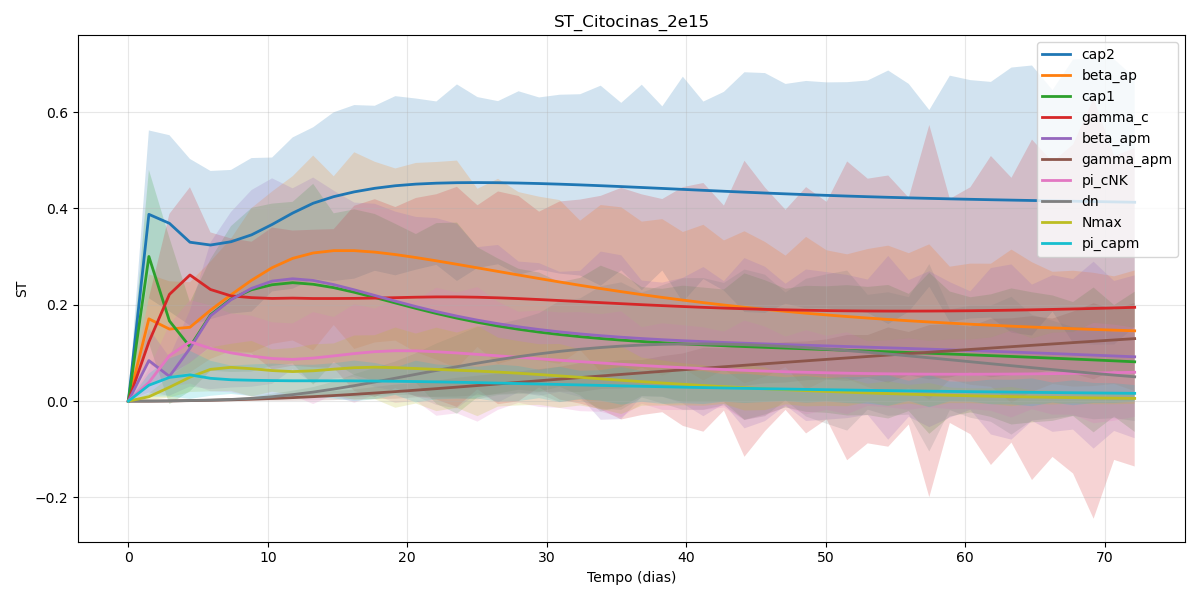 ST_Citocinas_2e15
ST
0.6
0.4
0.2
0.0
−0.2
0
10
20
30
40
50
60
70
Tempo (dias)
cap2
beta_ap
cap1
gamma_c
beta_apm
gamma_apm
pi_cNK
dn
Nmax
pi_capm